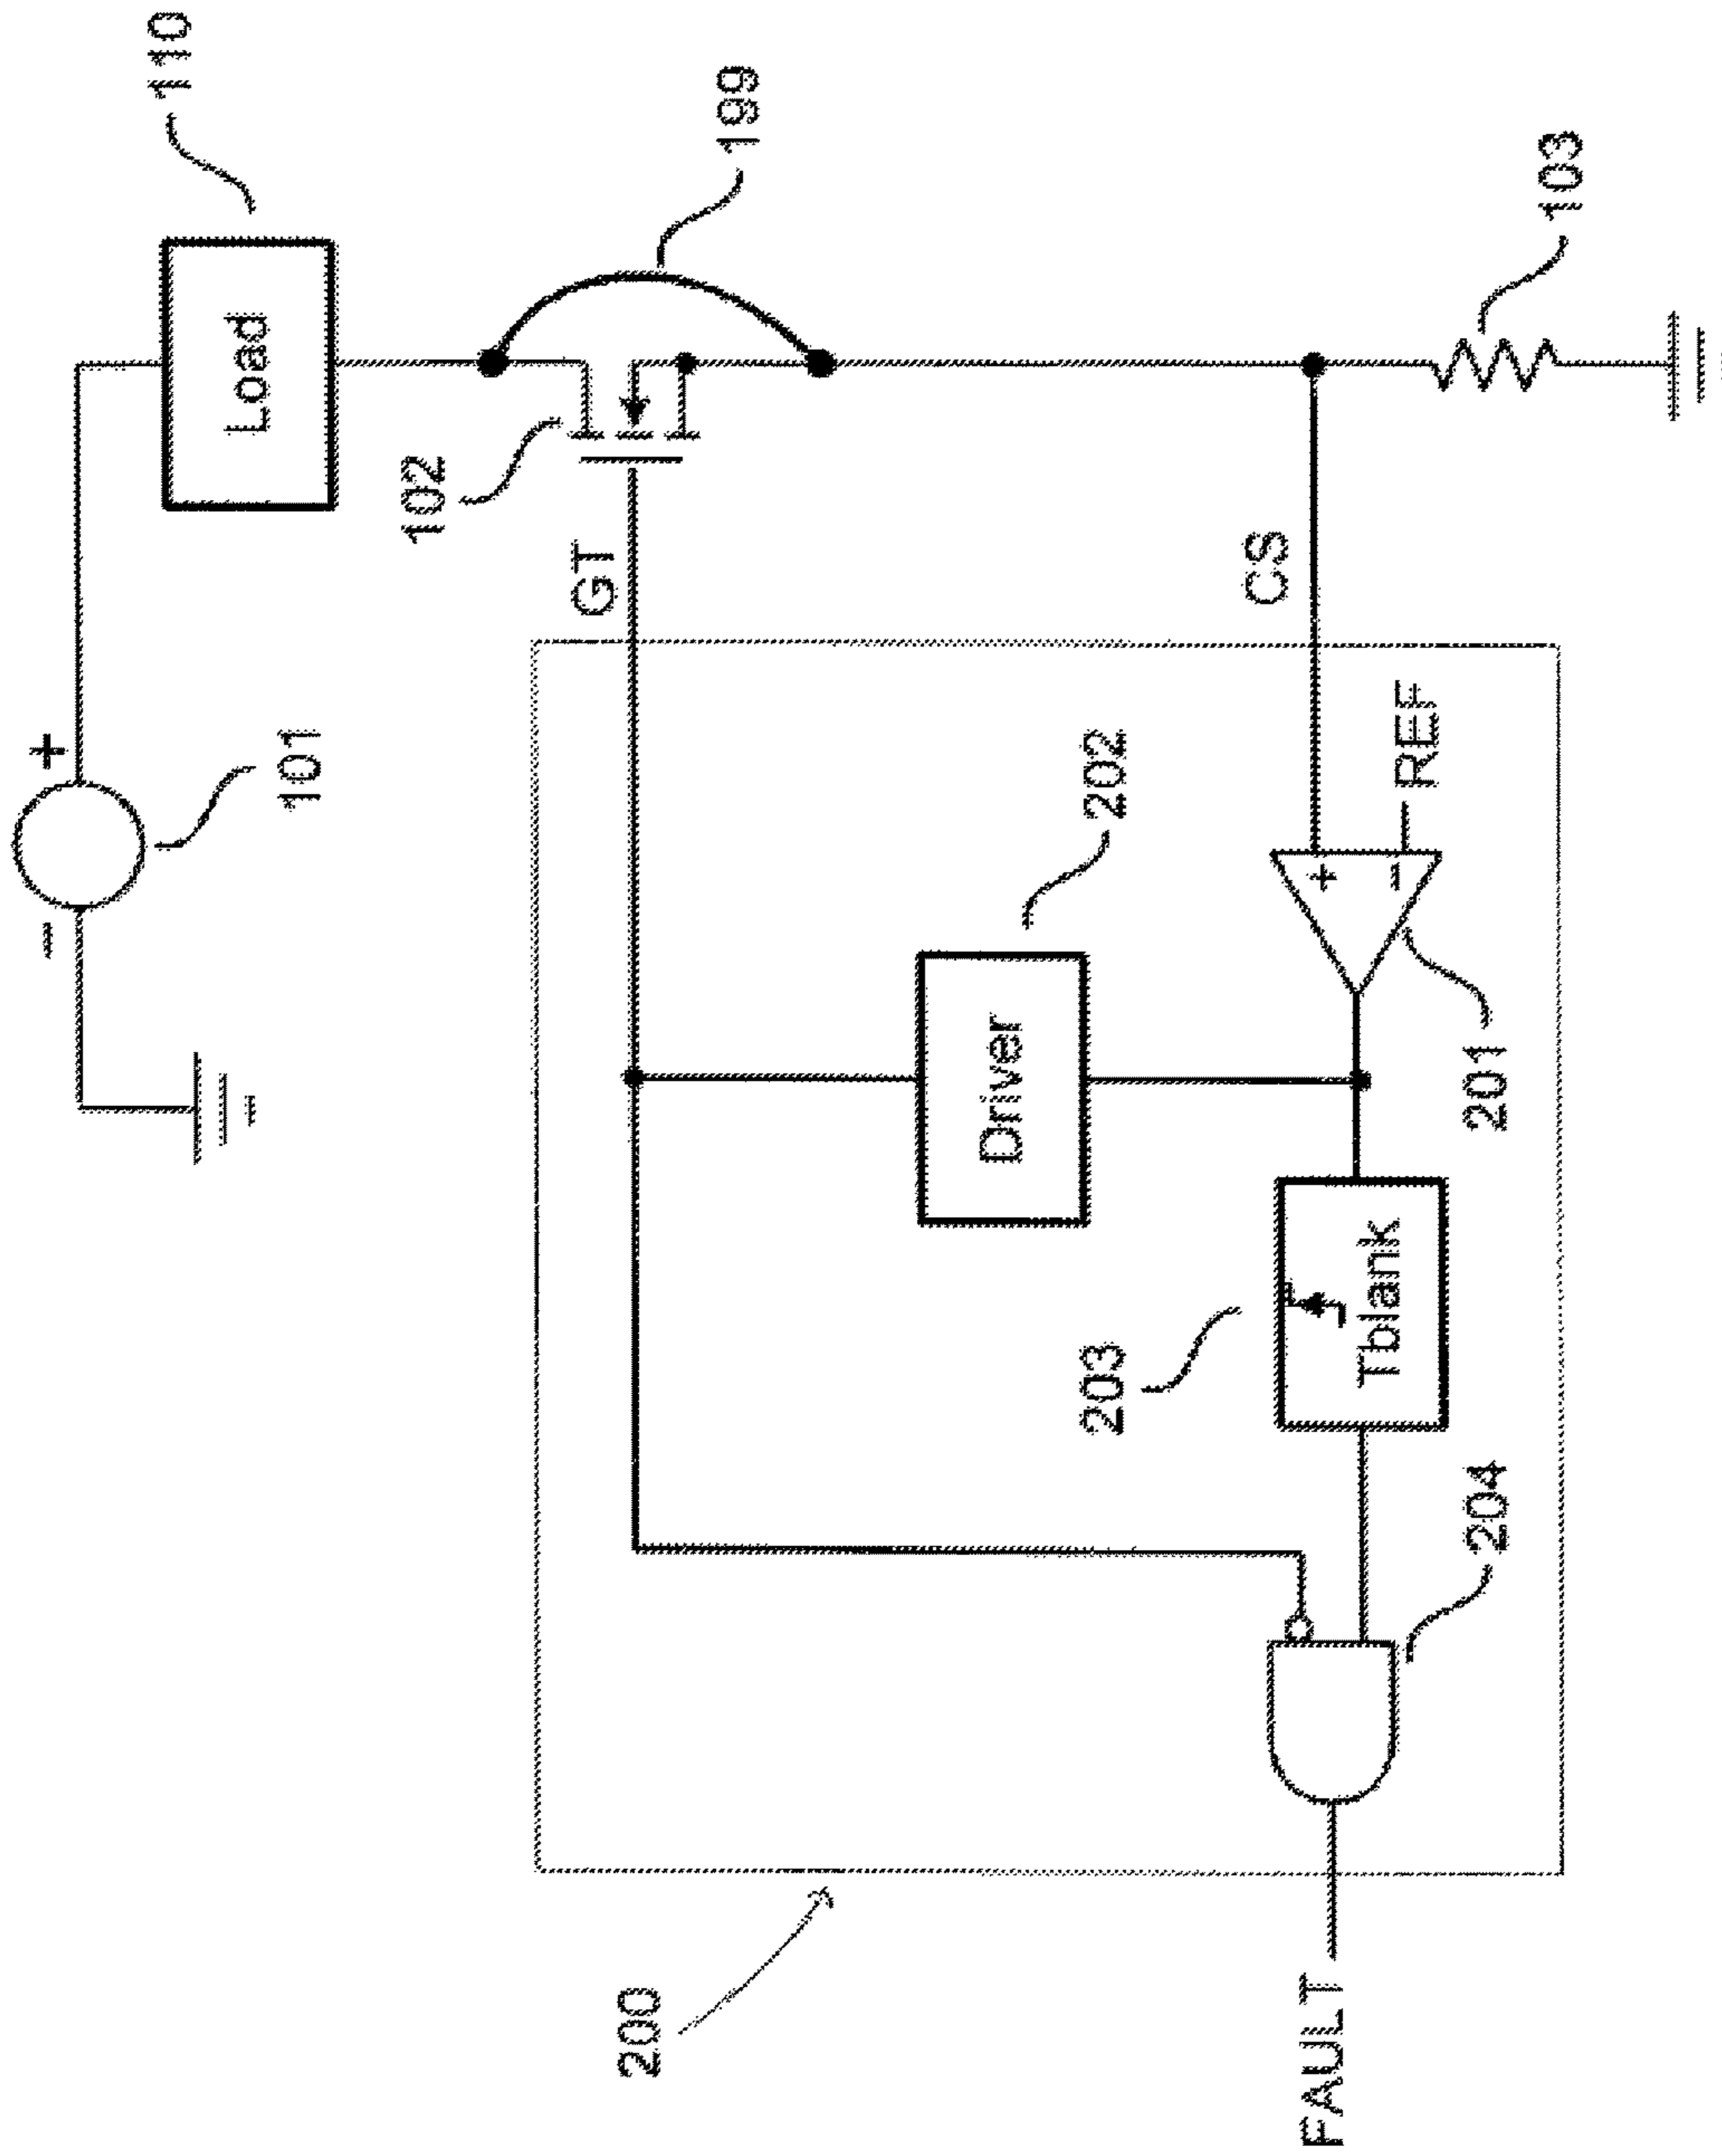 110
Load
199
102
103
+
101
−
GT
CS
202
REF
Driver
+
−
201
203
Tblank
204
200
FAULT